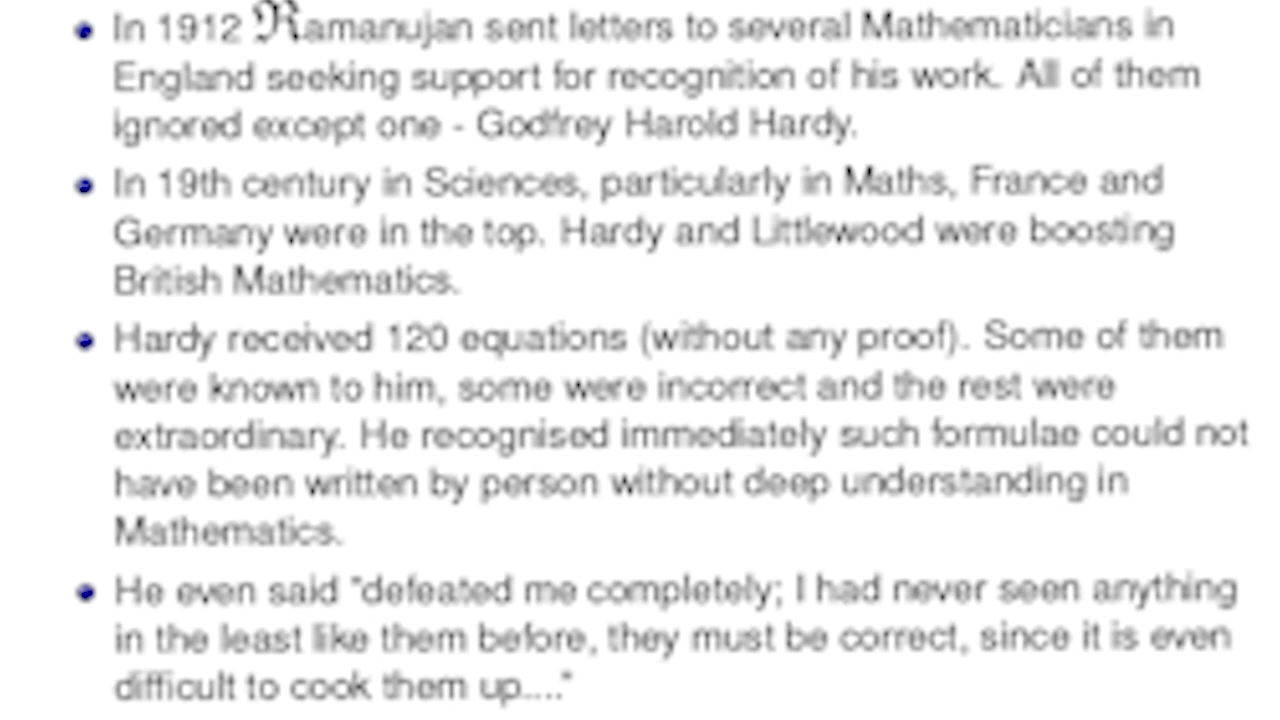 • In 1912 ℜamanujan sent letters to several Mathematicians in
England seeking support for recognition of his work. All of them
ignored except one - Godfrey Harold Hardy.
• In 19th century in Sciences, particularly in Maths, France and
Germany were in the top. Hardy and Littlewood were boosting
British Mathematics.
• Hardy received 120 equations (without any proof). Some of them
were known to him, some were incorrect and the rest were
extraordinary. He recognised immediately such formulae could not
have been written by person without deep understanding in
Mathematics.
• He even said "defeated me completely; I had never seen anything
in the least like them before, they must be correct, since it is even
difficult to cook them up...."